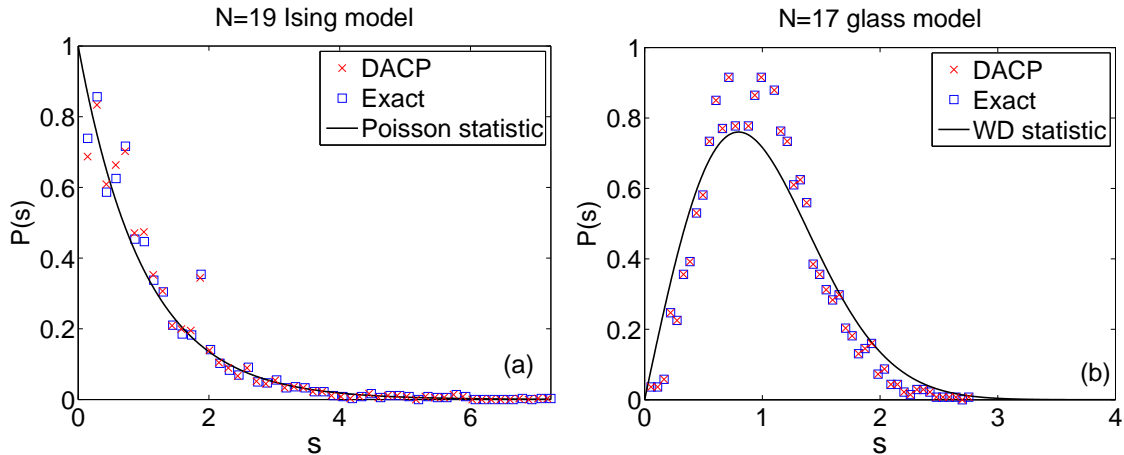 N=19 Ising model
P(s)
1
0.8
0.6
0.4
0.2
0
0
2
4
6
s
DACP
Exact
Poisson statistic
(a)
N=17 glass model
P(s)
1
0.8
0.6
0.4
0.2
0
0
1
2
3
4
s
DACP
Exact
WD statistic
(b)